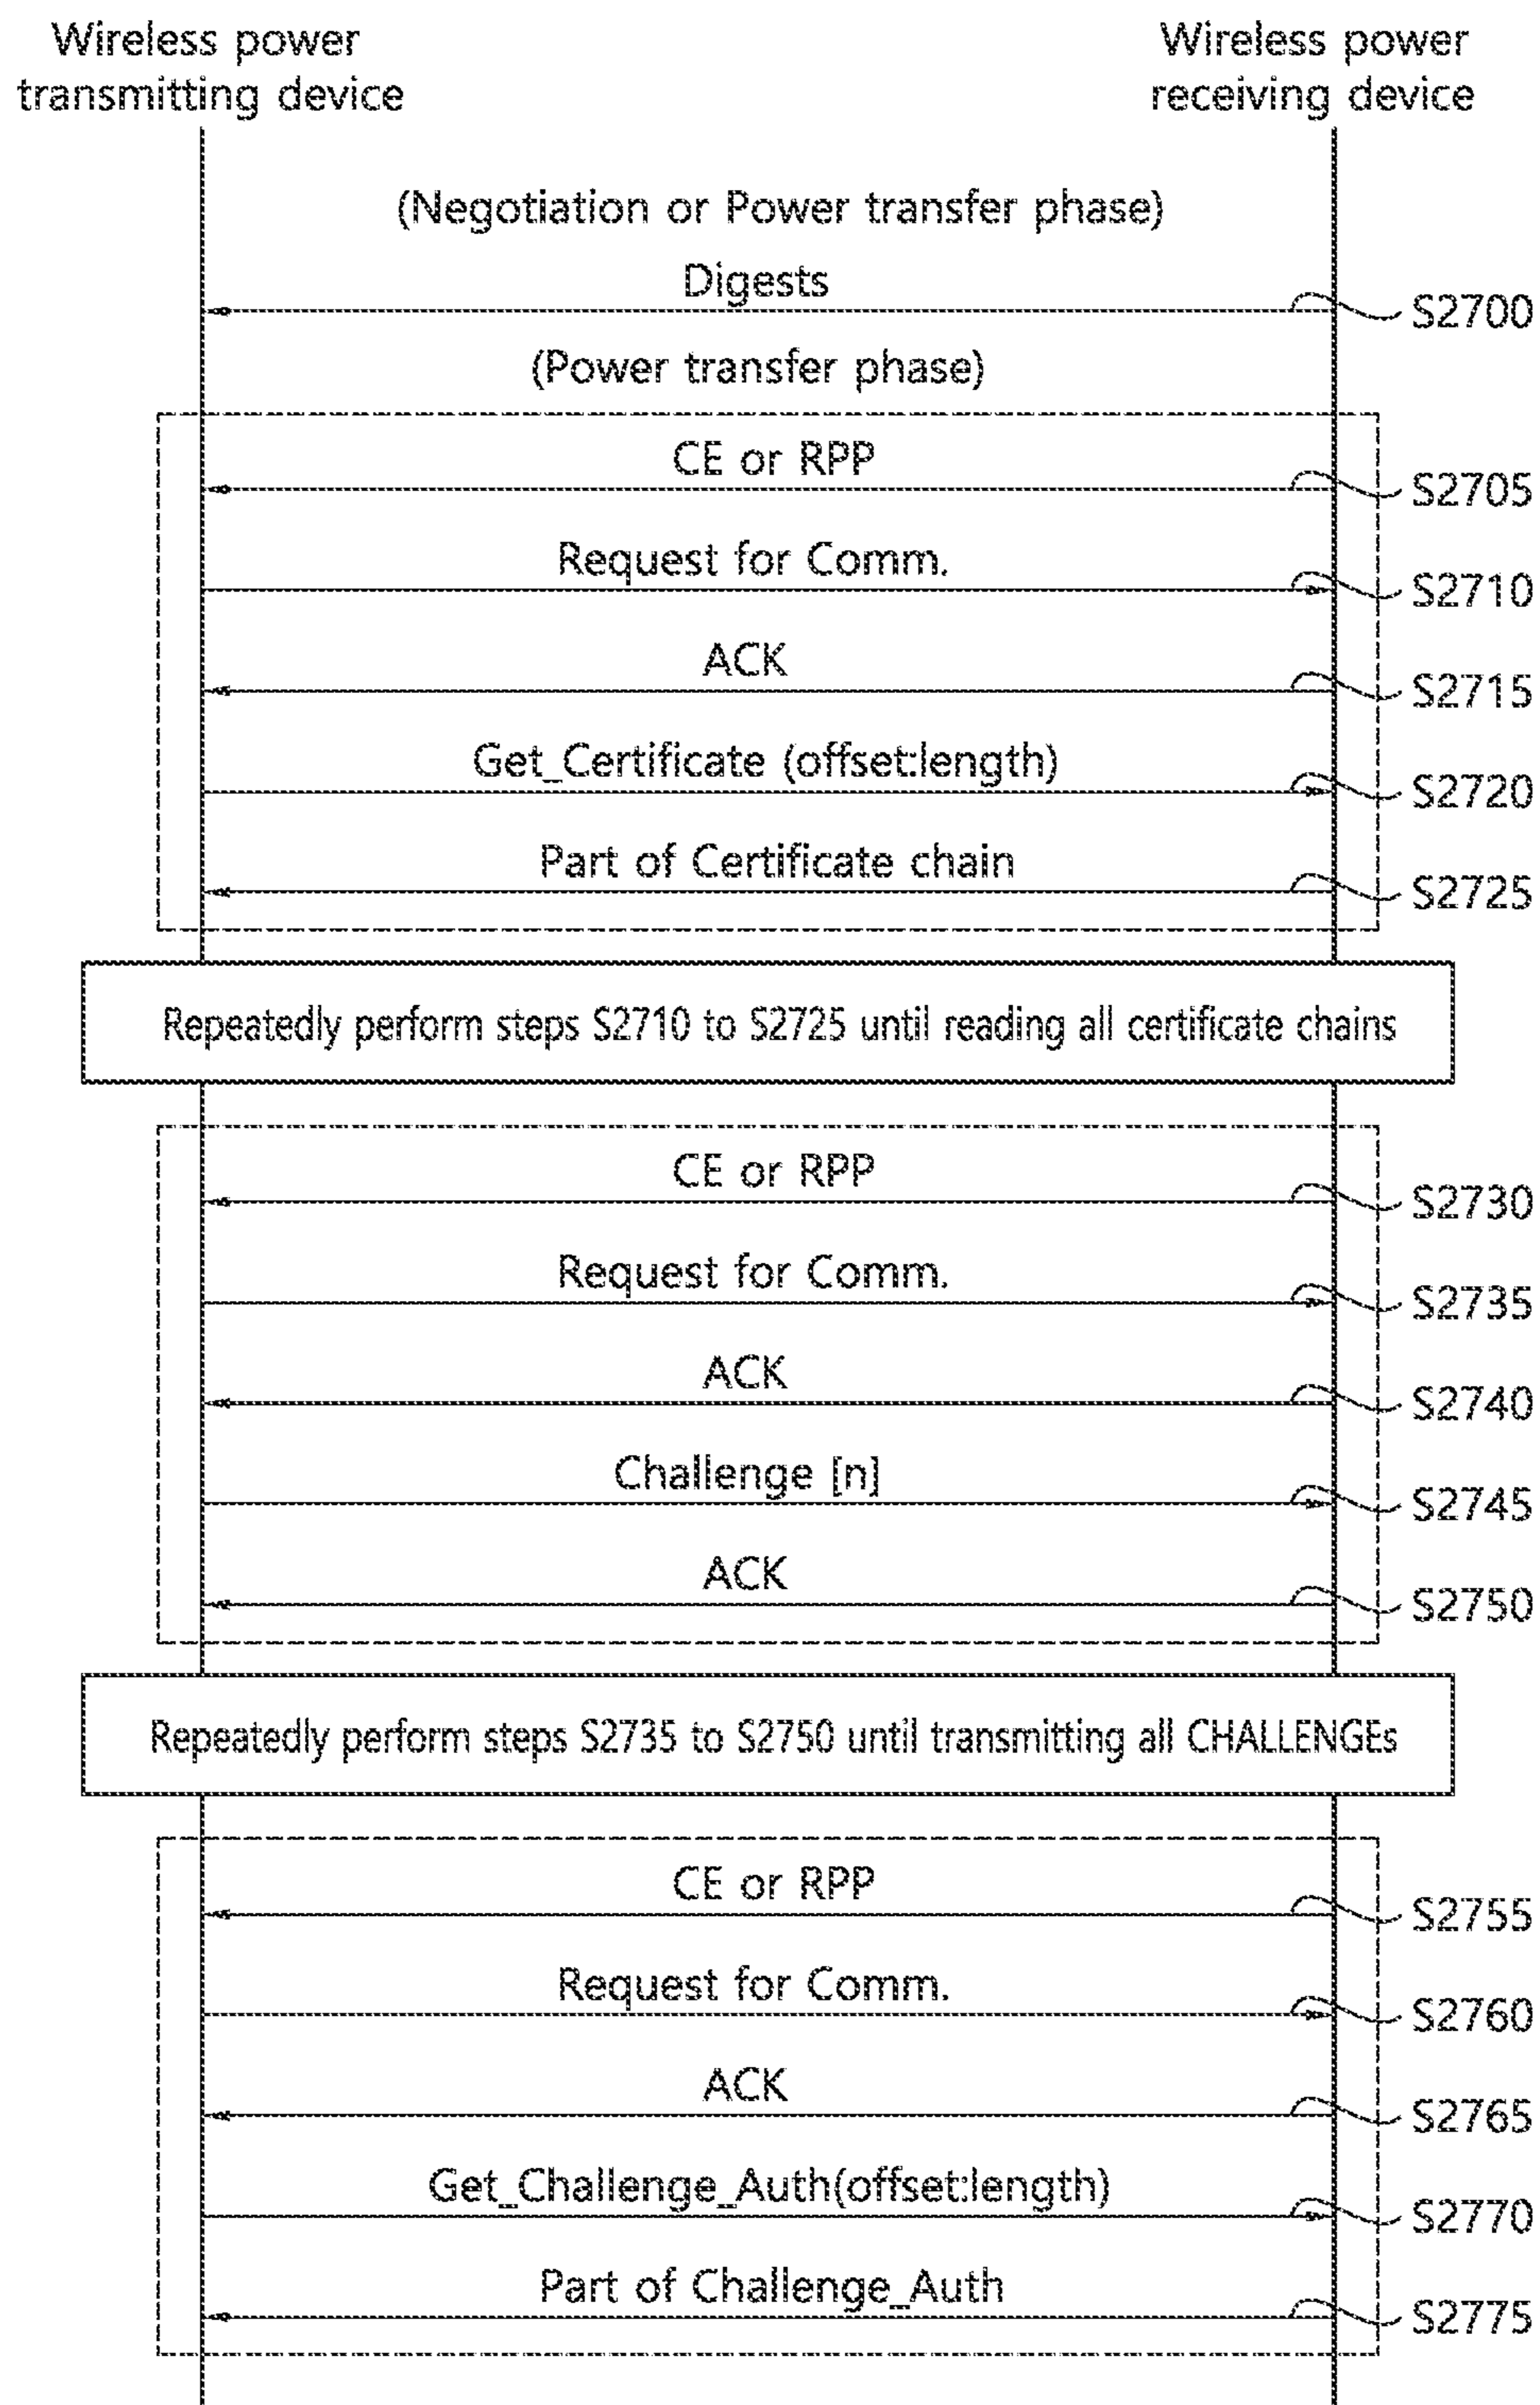 Wireless power
transmitting device
Wireless power
receiving device
(Negotiation or Power transfer phase)
Digests
S2700
(Power transfer phase)
CE or RPP
S2705
Request for Comm.
S2710
ACK
S2715
Get_Certificate (offset:length)
S2720
Part of Certificate chain
S2725
Repeatedly perform steps S2710 to S2725 until reading all certificate chains
CE or RPP
S2730
Request for Comm.
S2735
ACK
S2740
Challenge [n]
S2745
ACK
S2750
Repeatedly perform steps S2735 to S2750 until transmitting all CHALLENGEs
CE or RPP
S2755
Request for Comm.
S2760
ACK
S2765
Get_Challenge_Auth(offset:length)
S2770
Part of Challenge_Auth
S2775